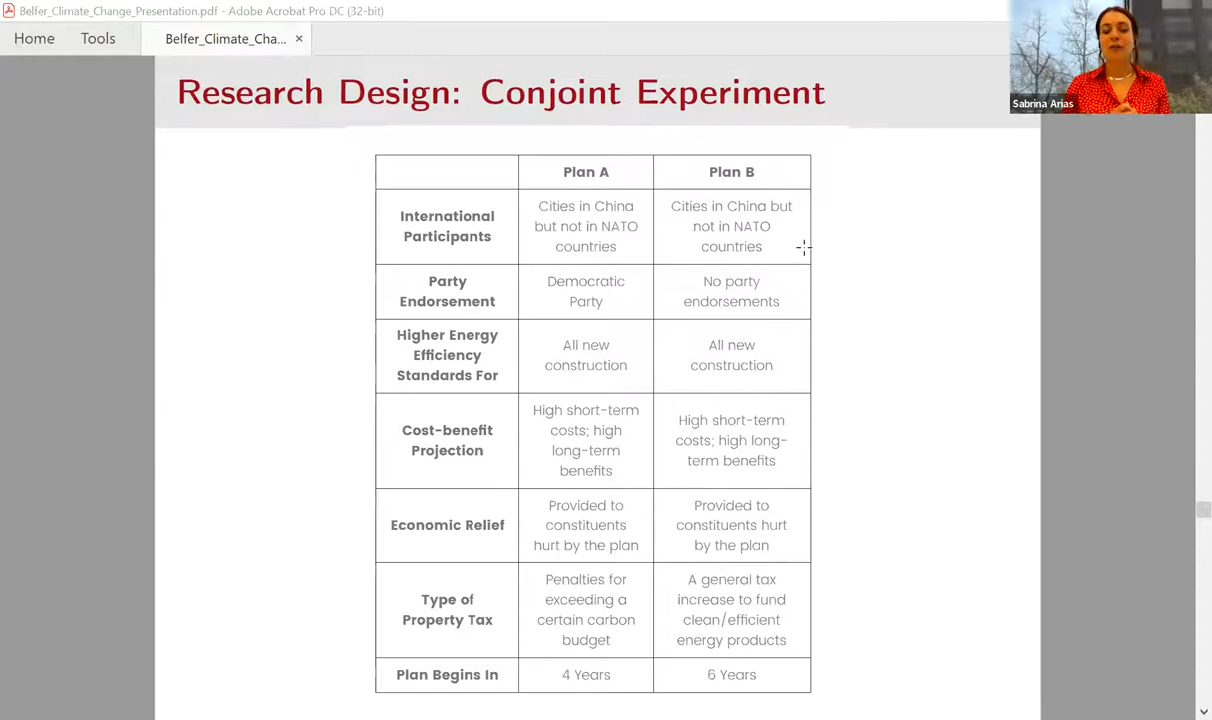 Belfer_Climate_Change_Presentation.pdf - Adobe Acrobat Pro DC (32-bit)
Home
Tools
Belfer_Climate_Cha...
×
Sabrina Arias
Research Design: Conjoint Experiment
Plan A
Plan B
International
Participants
Cities in China
but not in NATO
countries
Cities in China but
not in NATO
countries
Party
Endorsement
Democratic
Party
No party
endorsements
Higher Energy
Efficiency
Standards For
All new
construction
All new
construction
Cost-benefit
Projection
High short-term
costs; high
long-term
benefits
High short-term
costs; high long-
term benefits
Economic Relief
Provided to
constituents
hurt by the plan
Provided to
constituents hurt
by the plan
Type of
Property Tax
Penalties for
exceeding a
certain carbon
budget
A general tax
increase to fund
clean/efficient
energy products
Plan Begins In
4 Years
6 Years